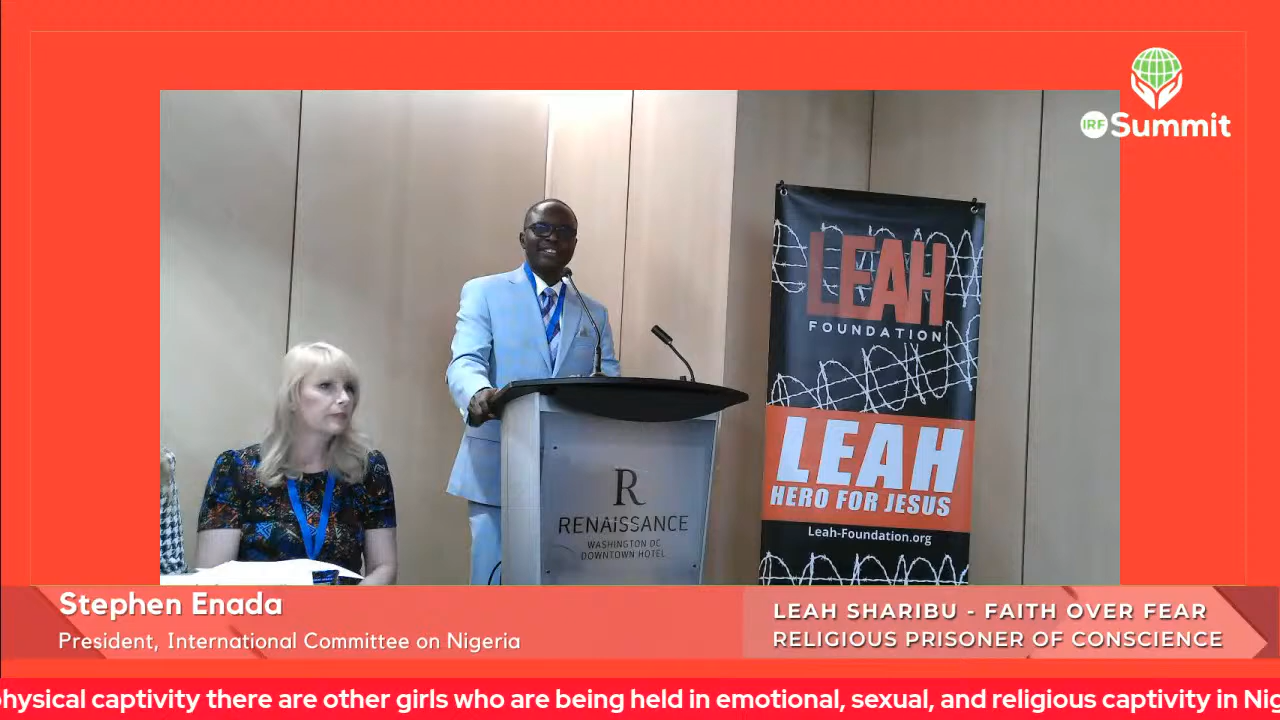 IRF Summit
LEAH
FOUNDATION
LEAH
HERO FOR JESUS
Leah-Foundation.org
R
RENAISSANCE
WASHINGTON DC
DOWNTOWN HOTEL
Stephen Enada
President, International Committee on Nigeria
LEAH SHARIBU - FAITH OVER FEAR
RELIGIOUS PRISONER OF CONSCIENCE
physical captivity there are other girls who are being held in emotional, sexual, and religious captivity in Nig